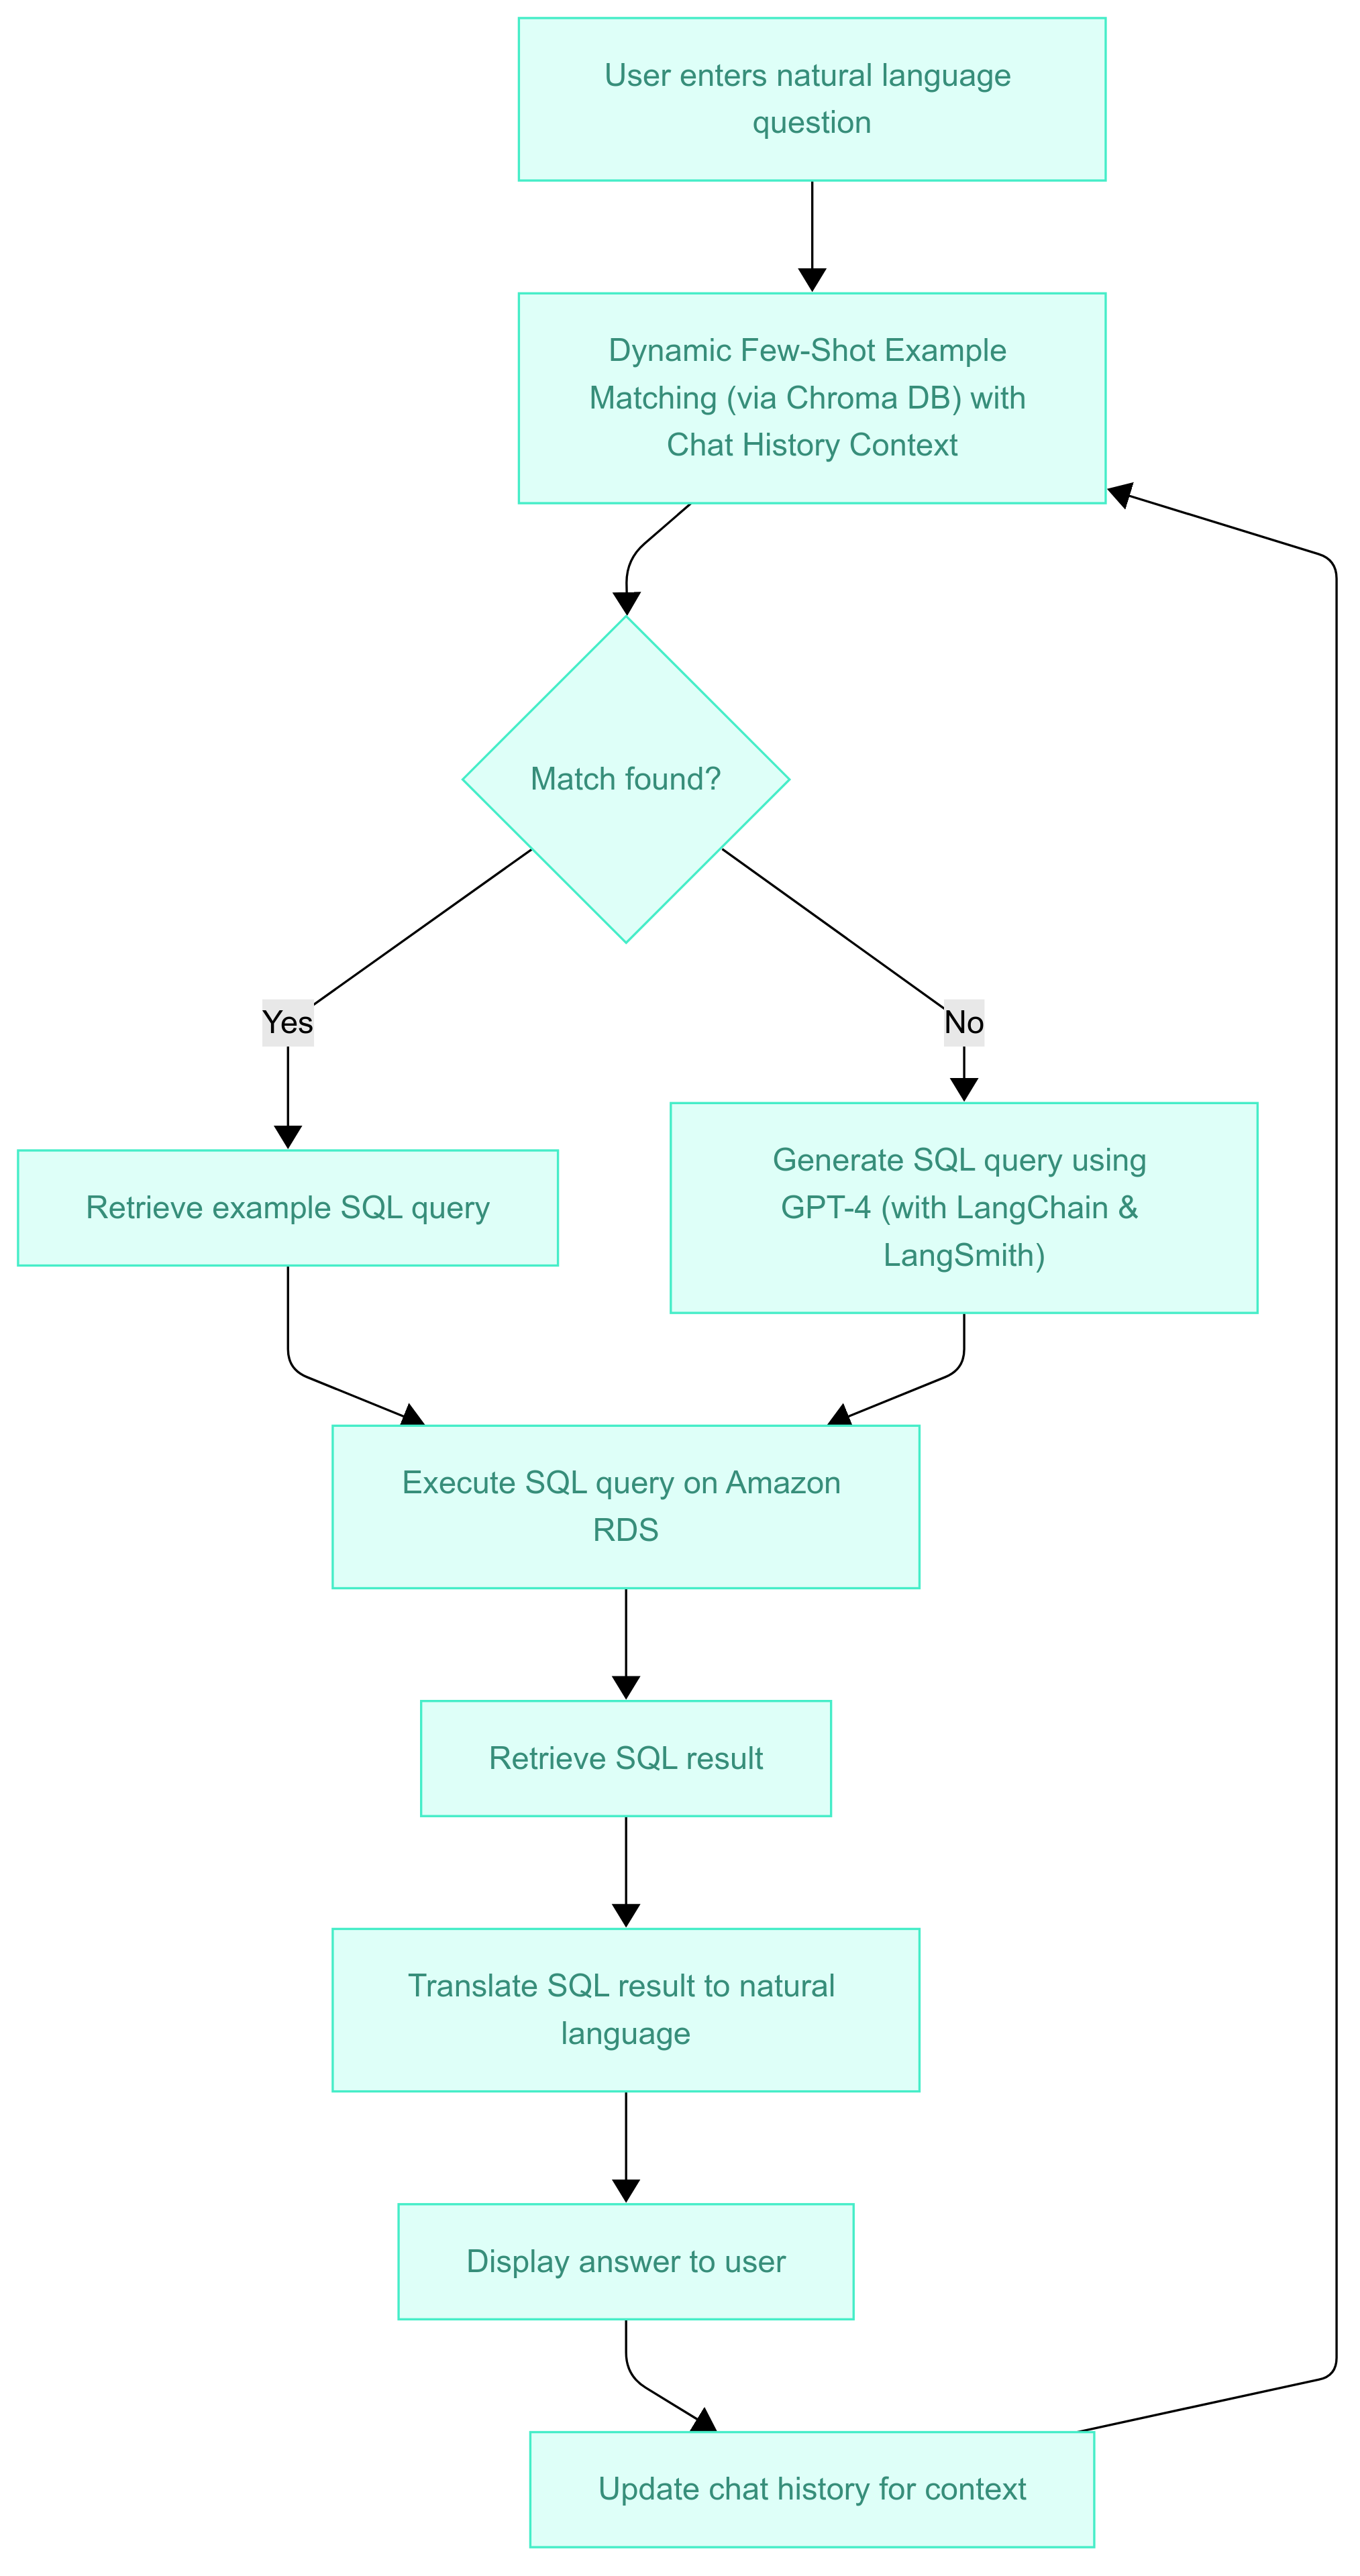 User enters natural language
question
Dynamic Few-Shot Example
Matching (via Chroma DB) with
Chat History Context
Match found?
Yes
No
Retrieve example SQL query
Generate SQL query using
GPT-4 (with LangChain &
LangSmith)
Execute SQL query on Amazon
RDS
Retrieve SQL result
Translate SQL result to natural
language
Display answer to user
Update chat history for context